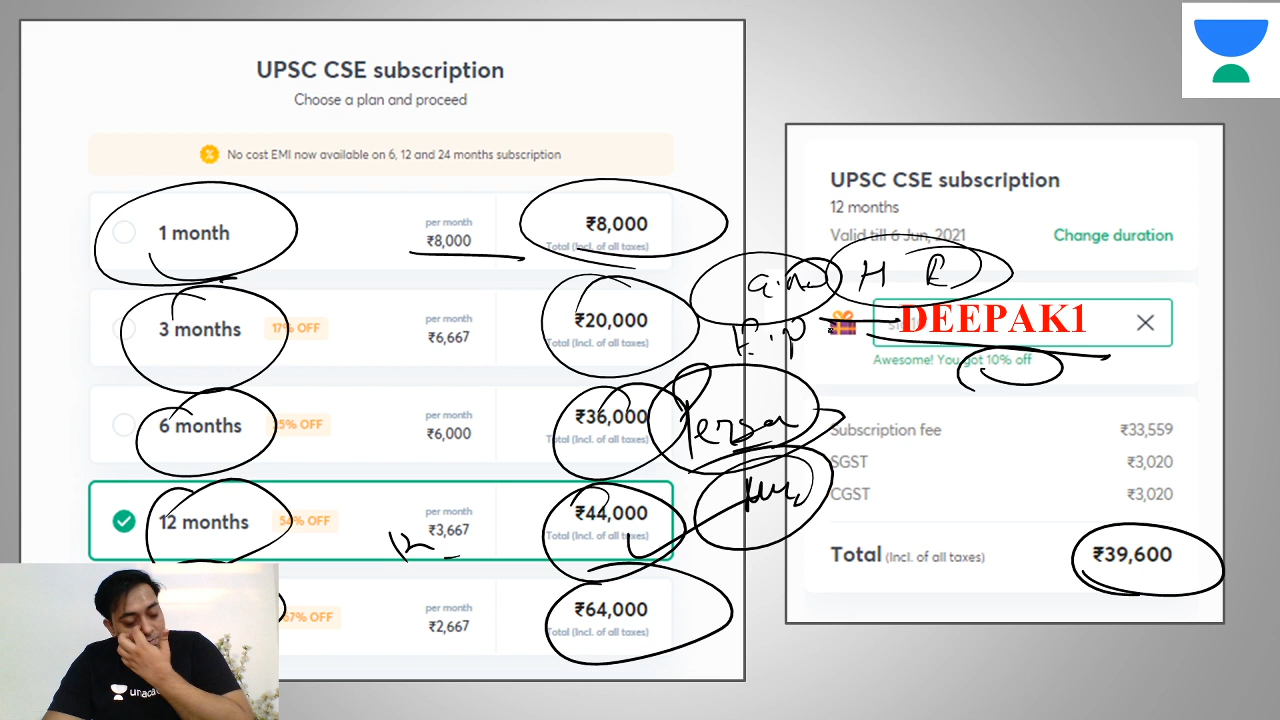 UPSC CSE subscription
Choose a plan and proceed
No cost EMI now available on 6, 12 and 24 months subscription
1 month
per month
₹8,000
₹8,000
Total (Incl. of all taxes)
3 months
17% OFF
per month
₹6,667
₹20,000
Total (Incl. of all taxes)
6 months
5% OFF
per month
₹6,000
₹36,000
Total (Incl. of all taxes)
12 months
54% OFF
per month
₹3,667
₹44,000
Total (Incl. of all taxes)
67% OFF
per month
₹2,667
₹64,000
Total (Incl. of all taxes)
UPSC CSE subscription
12 months
Valid till 6 Jun, 2021
Change duration
H E
DEEPAK1
Awesome! You got 10% off
Subscription fee
₹33,559
SGST
₹3,020
CGST
₹3,020
Total (Incl. of all taxes)
₹39,600